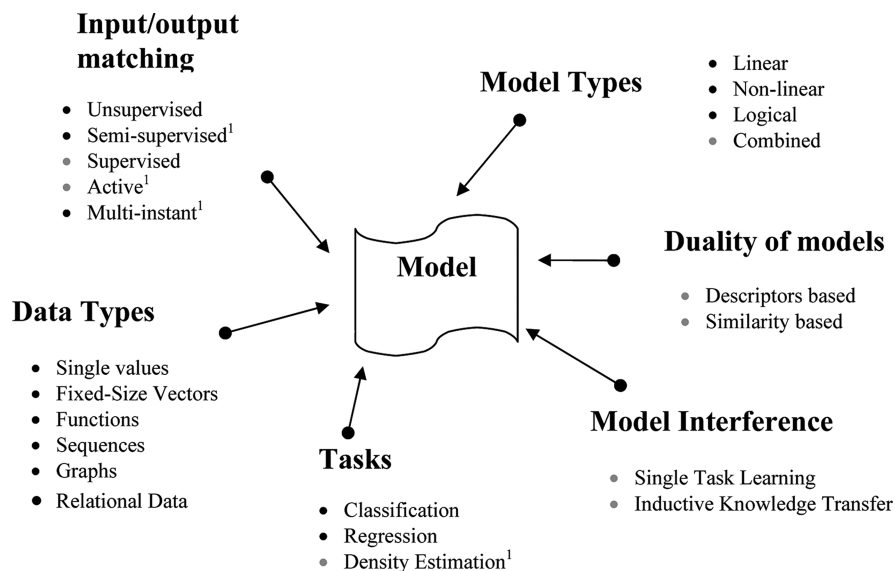 Input/output
matching
• Unsupervised
• Semi-supervised¹
• Supervised
• Active¹
• Multi-instant¹
Model Types
• Linear
• Non-linear
• Logical
• Combined
Model
Duality of models
• Descriptors based
• Similarity based
Data Types
• Single values
• Fixed-Size Vectors
• Functions
• Sequences
• Graphs
• Relational Data
Tasks
• Classification
• Regression
• Density Estimation¹
Model Interference
• Single Task Learning
• Inductive Knowledge Transfer